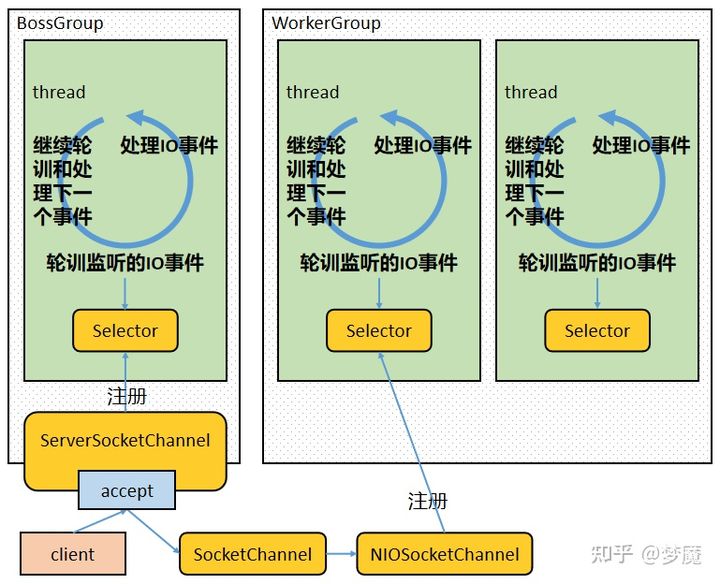 BossGroup
thread
继续轮
训和处
理下一
个事件
处理IO事件
轮训监听的IO事件
Selector
注册
ServerSocketChannel
accept
client
WorkerGroup
thread
继续轮
训和处
理下一
个事件
处理IO事件
轮训监听的IO事件
Selector
thread
继续轮
训和处
理下一
个事件
处理IO事件
轮训监听的IO事件
Selector
注册
SocketChannel
NIOSocketChannel
知乎 @梦魇